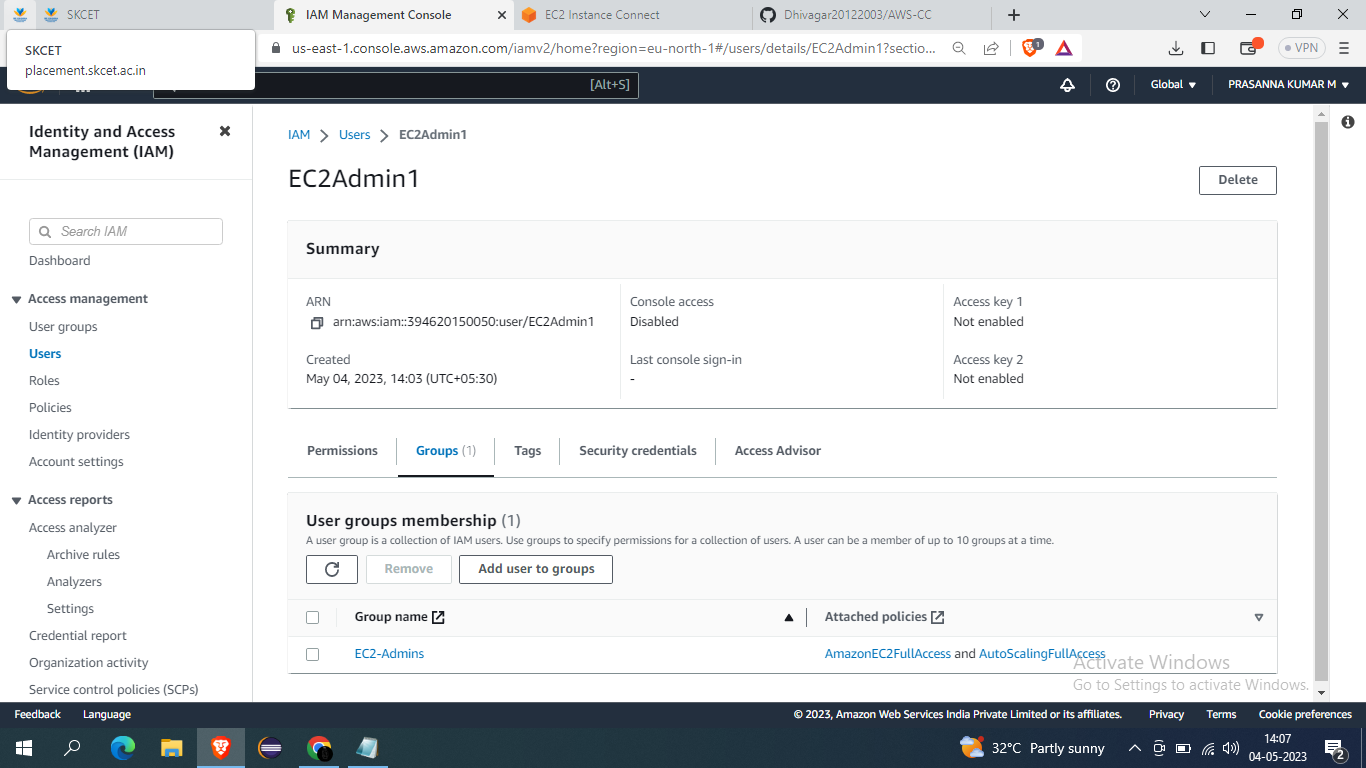 SKCET
IAM Management Console
EC2 Instance Connect
Dhivagar20122003/AWS-CC
SKCET
placement.skcet.ac.in
us-east-1.console.aws.amazon.com/iamv2/home?region=eu-north-1#/users/details/EC2Admin1?sectio...
1
VPN
[Alt+S]
Global
PRASANNA KUMAR M
Identity and Access
Management (IAM)
Search IAM
Dashboard
Access management
User groups
Users
Roles
Policies
Identity providers
Account settings
Access reports
Access analyzer
Archive rules
Analyzers
Settings
Credential report
Organization activity
Service control policies (SCPs)
IAM > Users > EC2Admin1
EC2Admin1
Delete
Summary
ARN
arn:aws:iam::394620150050:user/EC2Admin1
Created
May 04, 2023, 14:03 (UTC+05:30)
Console access
Disabled
Last console sign-in
-
Access key 1
Not enabled
Access key 2
Not enabled
Permissions
Groups (1)
Tags
Security credentials
Access Advisor
User groups membership (1)
A user group is a collection of IAM users. Use groups to specify permissions for a collection of users. A user can be a member of up to 10 groups at a time.
Remove
Add user to groups
Group name
Attached policies
EC2-Admins
AmazonEC2FullAccess and AutoScalingFullAccess
Activate Windows
Go to Settings to activate Windows.
Feedback
Language
© 2023, Amazon Web Services India Private Limited or its affiliates.
Privacy
Terms
Cookie preferences
32°C Partly sunny
14:07
04-05-2023
2